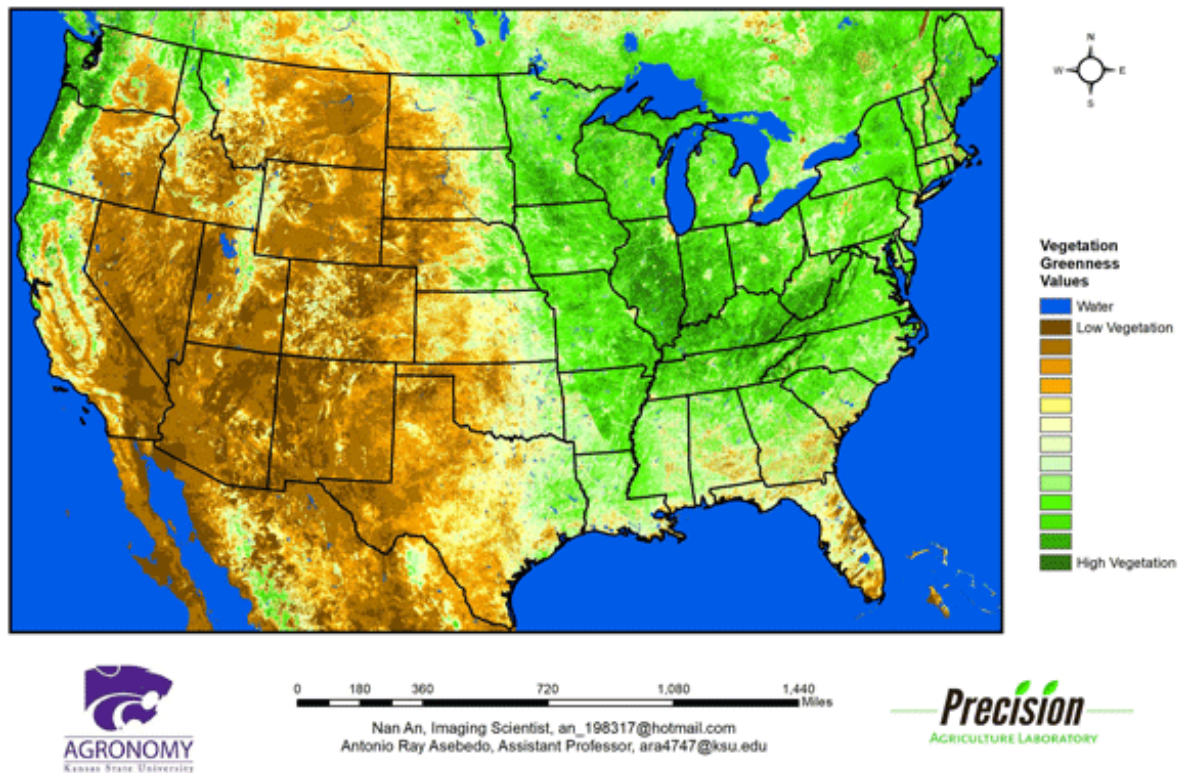 N
W E
S
Vegetation
Greenness
Values
Water
Low Vegetation
High Vegetation
0 180 360 720 1,080 1,440
Miles
Nan An, Imaging Scientist, an_198317@hotmail.com
Antonio Ray Asebedo, Assistant Professor, ara4747@ksu.edu
AGRONOMY
Kansas State University
Precision
AGRICULTURE LABORATORY